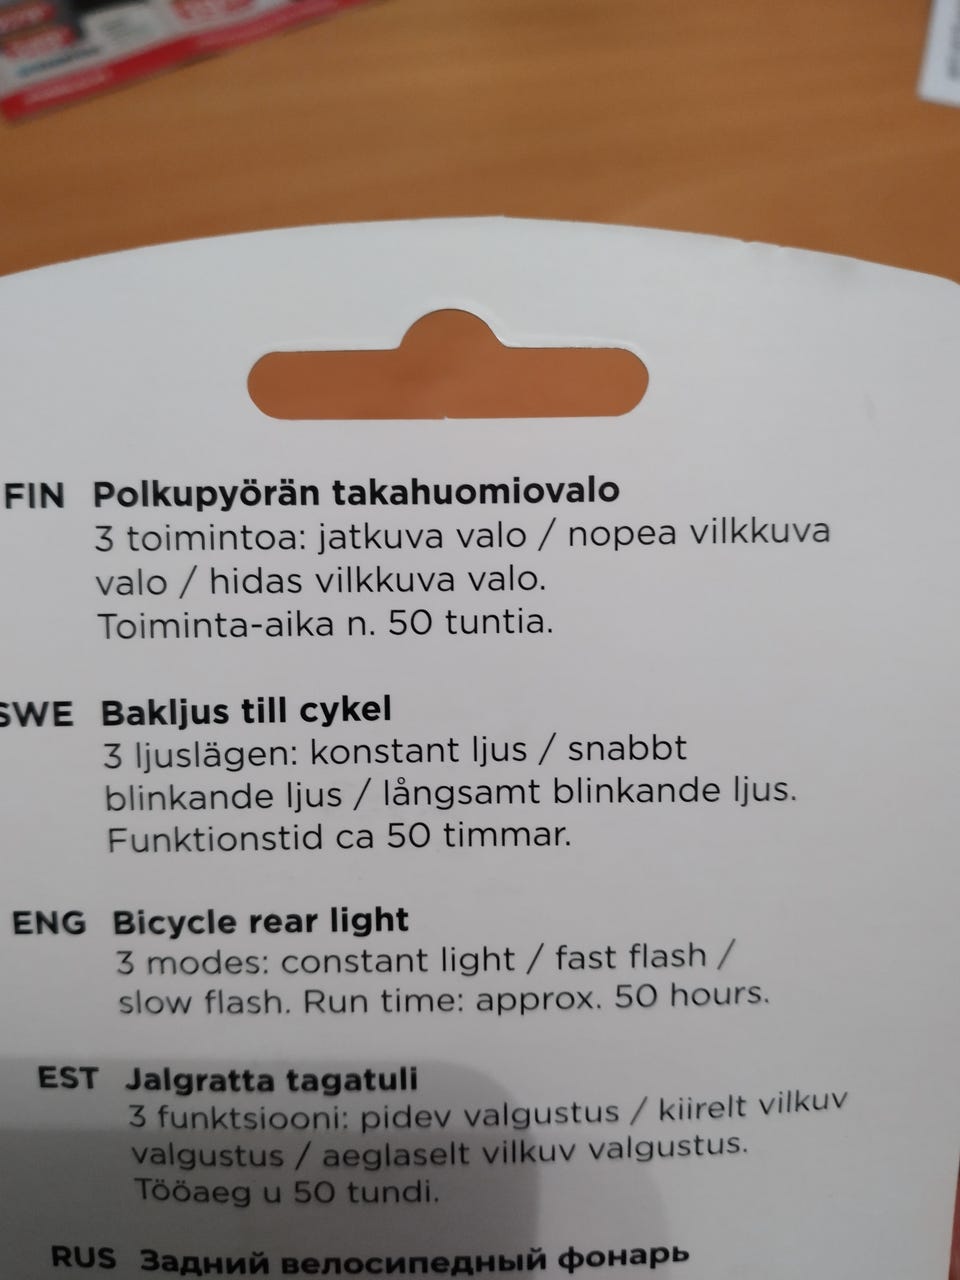 FIN Polkupyörän takahuomiovalo
3 toimintoa: jatkuva valo / nopea vilkkuva
valo / hidas vilkkuva valo.
Toiminta-aika n. 50 tuntia.
SWE Bakljus till cykel
3 ljuslägen: konstant ljus / snabbt
blinkande ljus / långsamt blinkande ljus.
Funktionstid ca 50 timmar.
ENG Bicycle rear light
3 modes: constant light / fast flash /
slow flash. Run time: approx. 50 hours.
EST Jalgratta tagatuli
3 funktsiooni: pidev valgustus / kiirelt vilkuv
valgustus / aeglaselt vilkuv valgustus.
Tööaeg u 50 tundi.
RUS Задний велосипедный фонарь